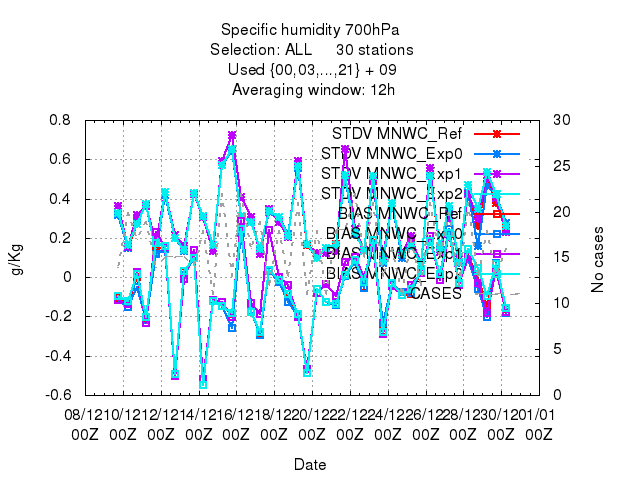 Specific humidity 700hPa
Selection: ALL 30 stations
Used {00,03,...,21} + 09
Averaging window: 12h
0.8
0.6
0.4
0.2
0
-0.2
-0.4
-0.6
g/Kg
STDV MNWC_Ref
STDV MNWC_Exp0
STDV MNWC_Exp1
STDV MNWC_Exp2
BIAS MNWC_Ref
BIAS MNWC_Exp0
BIAS MNWC_Exp1
BIAS MNWC_Exp2
CASES
30
25
20
15
10
5
0
No cases
08/12 10/12 12/12 14/12 16/12 18/12 20/12 22/12 24/12 26/12 28/12 30/12 01/01
00Z 00Z 00Z 00Z 00Z 00Z 00Z 00Z 00Z 00Z 00Z 00Z 00Z
Date